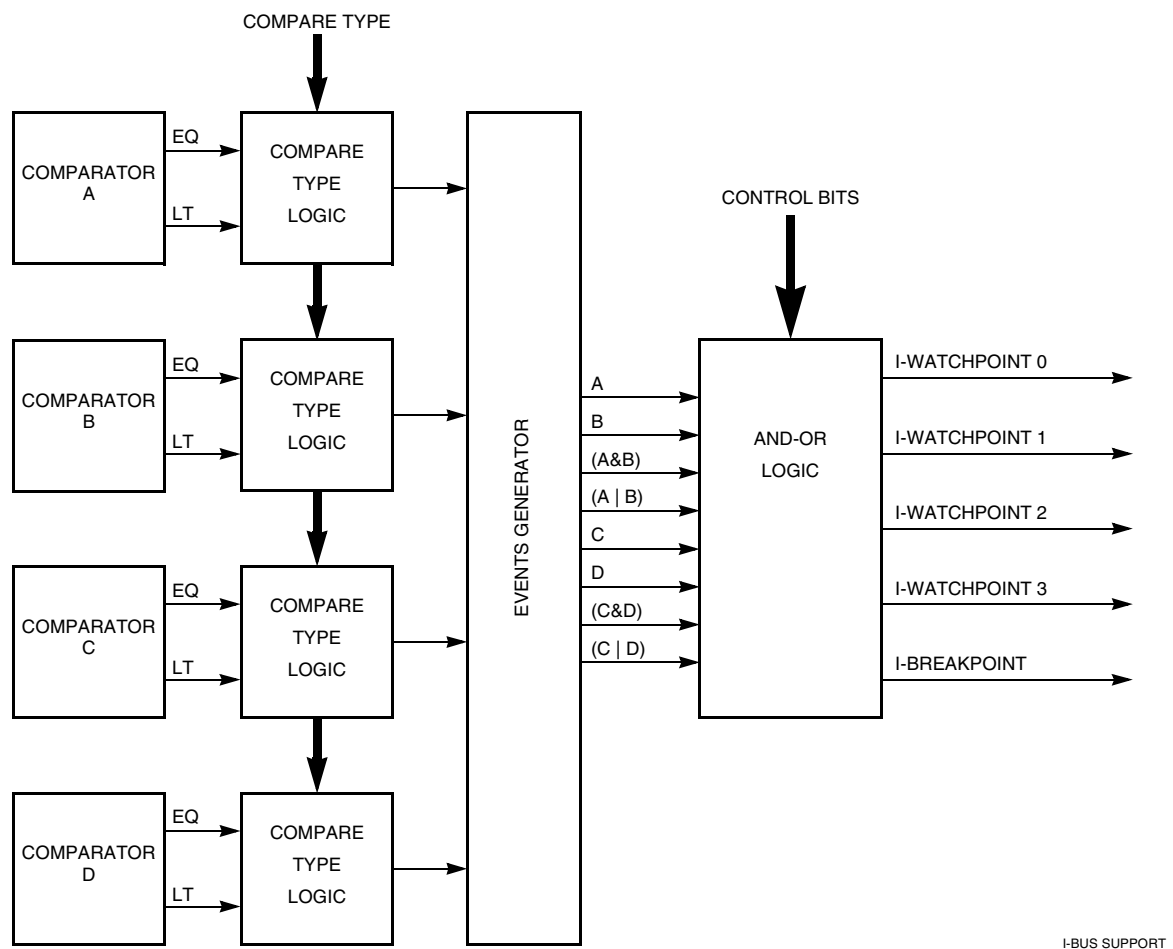 COMPARE TYPE
COMPARATOR
A
EQ
LT
COMPARE
TYPE
LOGIC
COMPARATOR
B
EQ
LT
COMPARE
TYPE
LOGIC
COMPARATOR
C
EQ
LT
COMPARE
TYPE
LOGIC
COMPARATOR
D
EQ
LT
COMPARE
TYPE
LOGIC
EVENTS GENERATOR
A
B
(A&B)
(A | B)
C
D
(C&D)
(C | D)
CONTROL BITS
AND-OR
LOGIC
I-WATCHPOINT 0
I-WATCHPOINT 1
I-WATCHPOINT 2
I-WATCHPOINT 3
I-BREAKPOINT
I-BUS SUPPORT